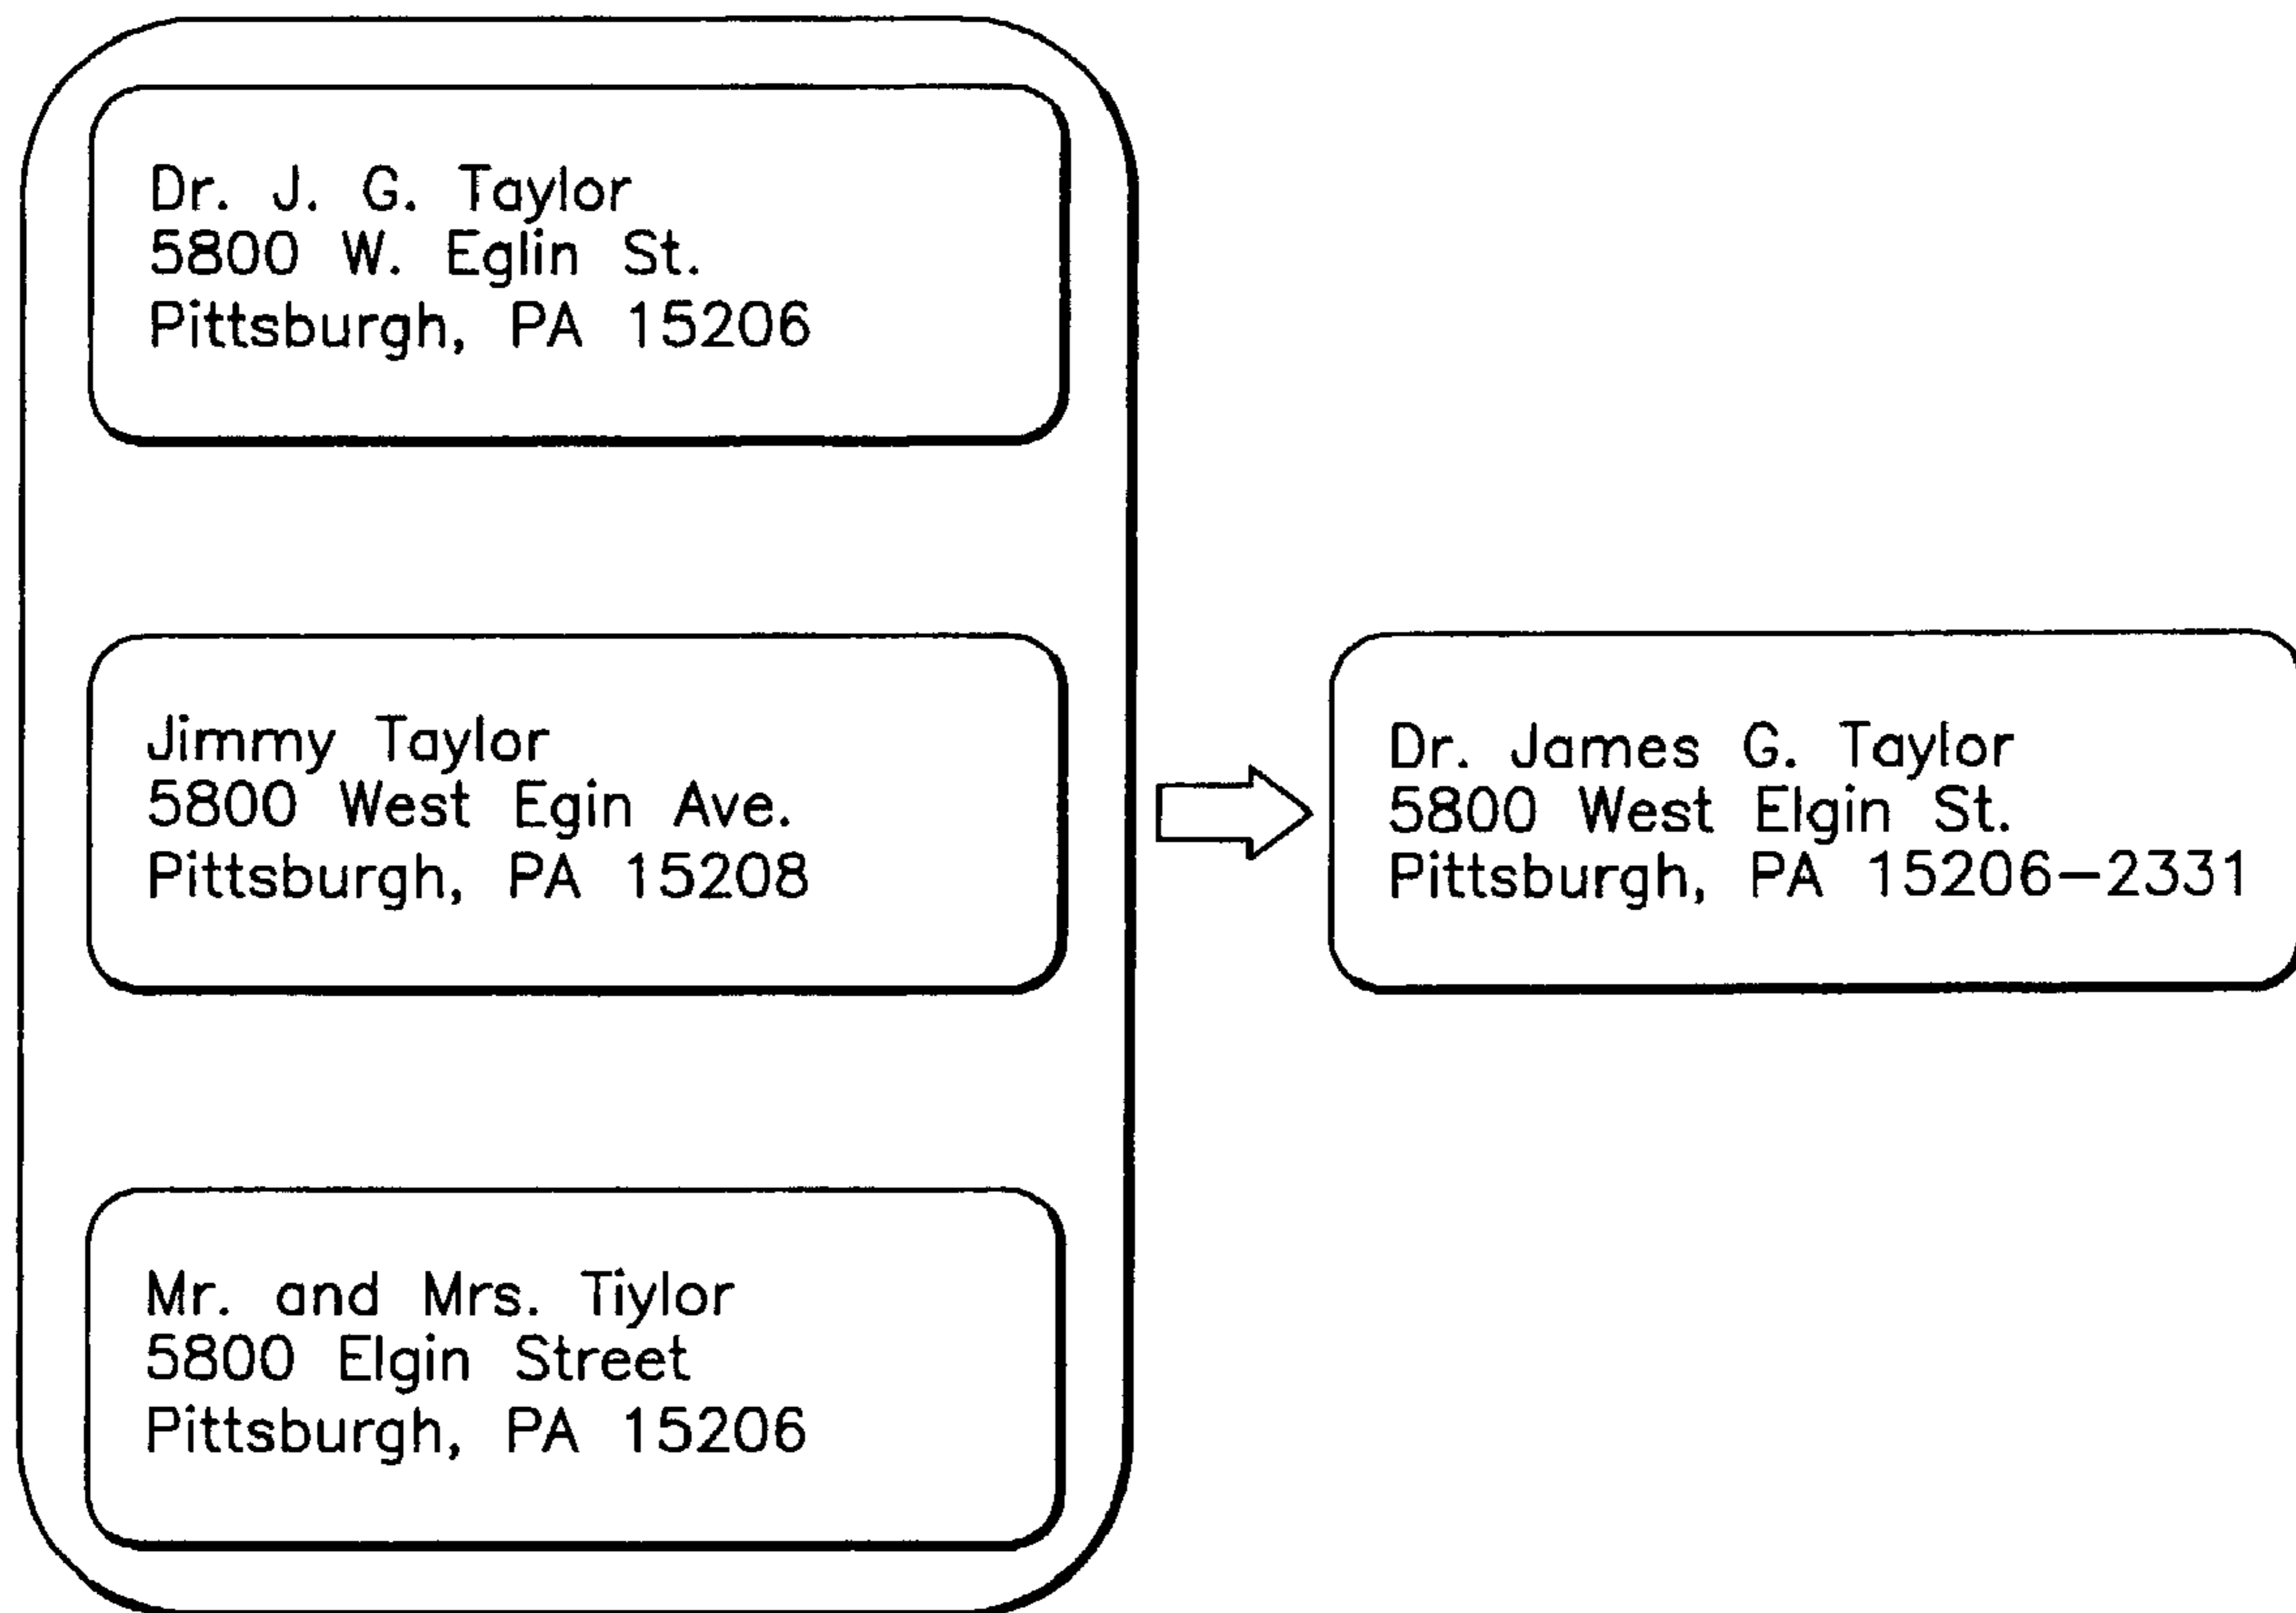 Dr. J. G. Taylor
5800 W. Eglin St.
Pittsburgh, PA 15206
Jimmy Taylor
5800 West Egin Ave.
Pittsburgh, PA 15208
Dr. James G. Taylor
5800 West Elgin St.
Pittsburgh, PA 15206-2331
Mr. and Mrs. Tiylor
5800 Elgin Street
Pittsburgh, PA 15206